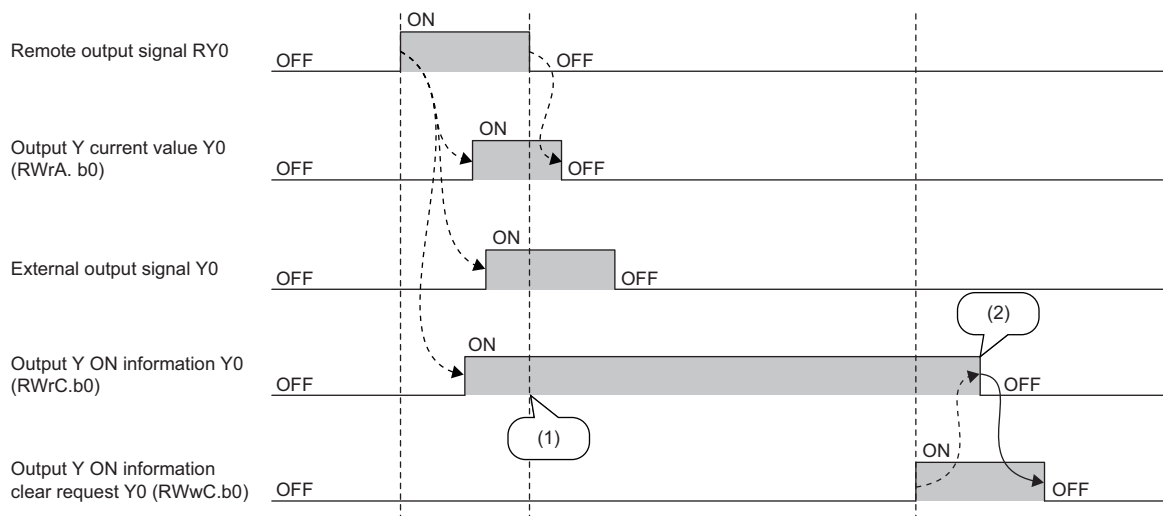 ON
Remote output signal RY0
OFF
OFF
ON
Output Y current value Y0
(RWrA. b0)
OFF
OFF
ON
External output signal Y0
OFF
OFF
(2)
ON
Output Y ON information Y0
(RWrC.b0)
OFF
OFF
(1)
ON
Output Y ON information
clear request Y0 (RWwC.b0)
OFF
OFF